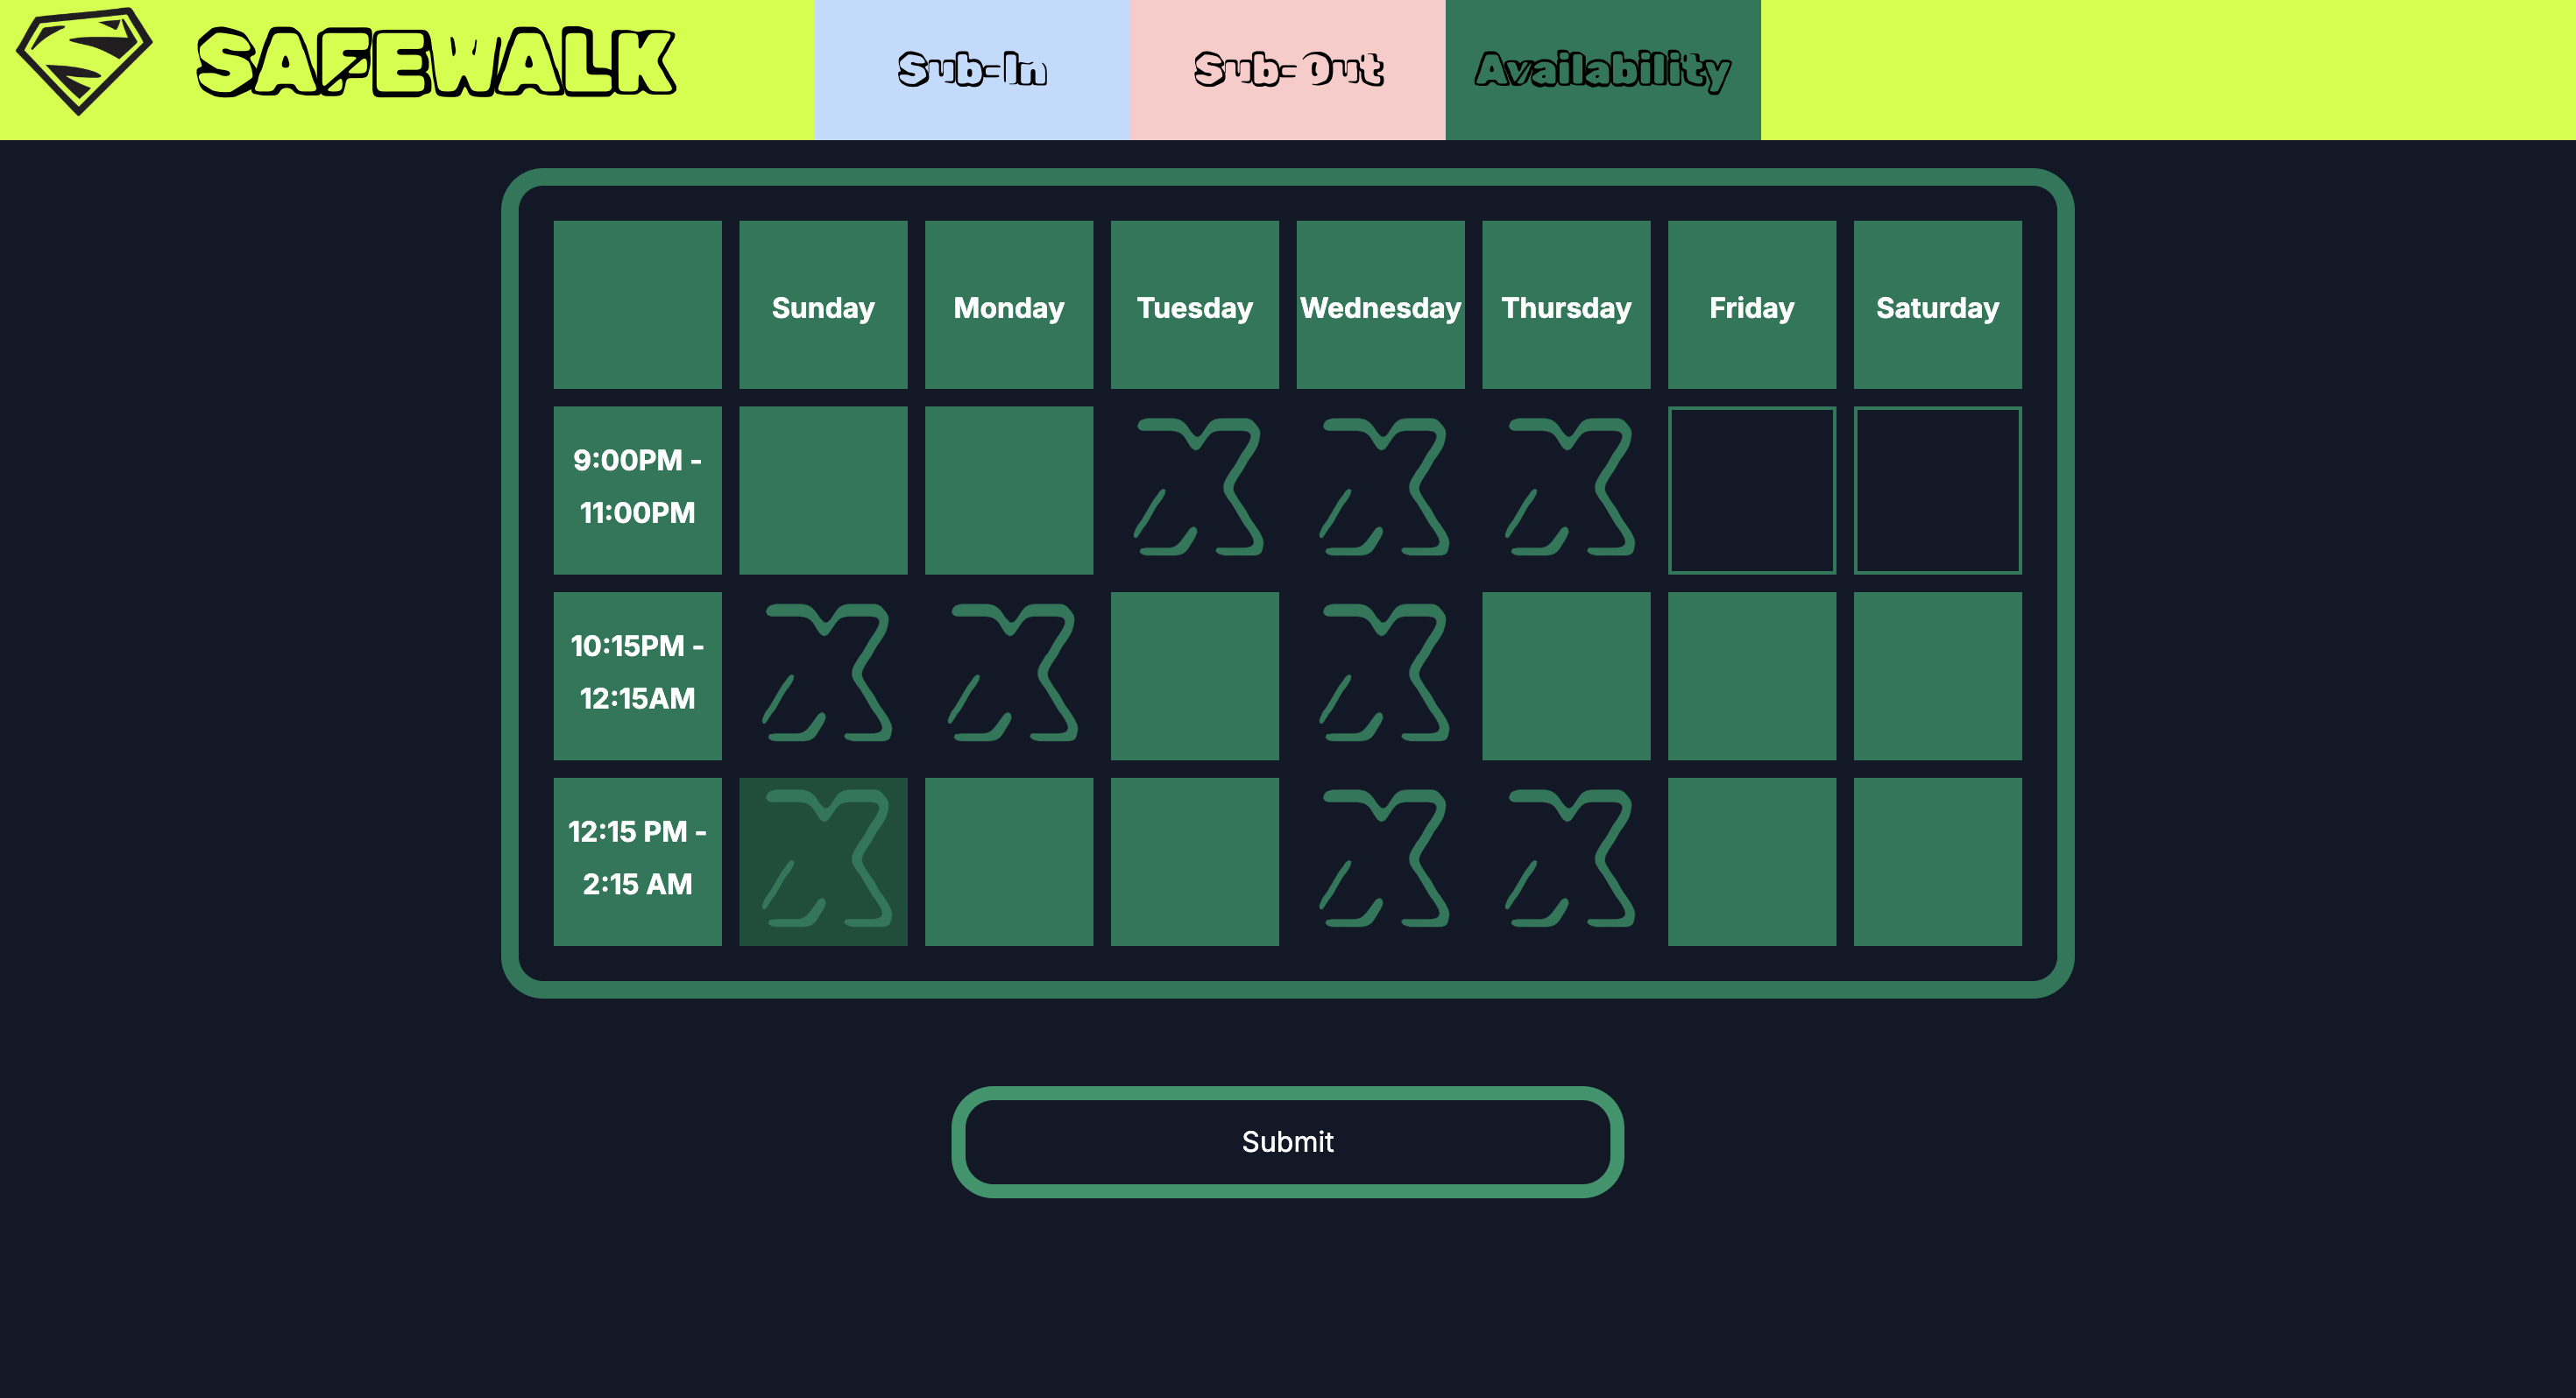 SAFEWALK
Sub-In
Sub-Out
Availability
Sunday
Monday
Tuesday
Wednesday
Thursday
Friday
Saturday
9:00PM -
11:00PM
X
X
X
10:15PM -
12:15AM
X
X
X
12:15 PM -
2:15 AM
X
X
X
Submit